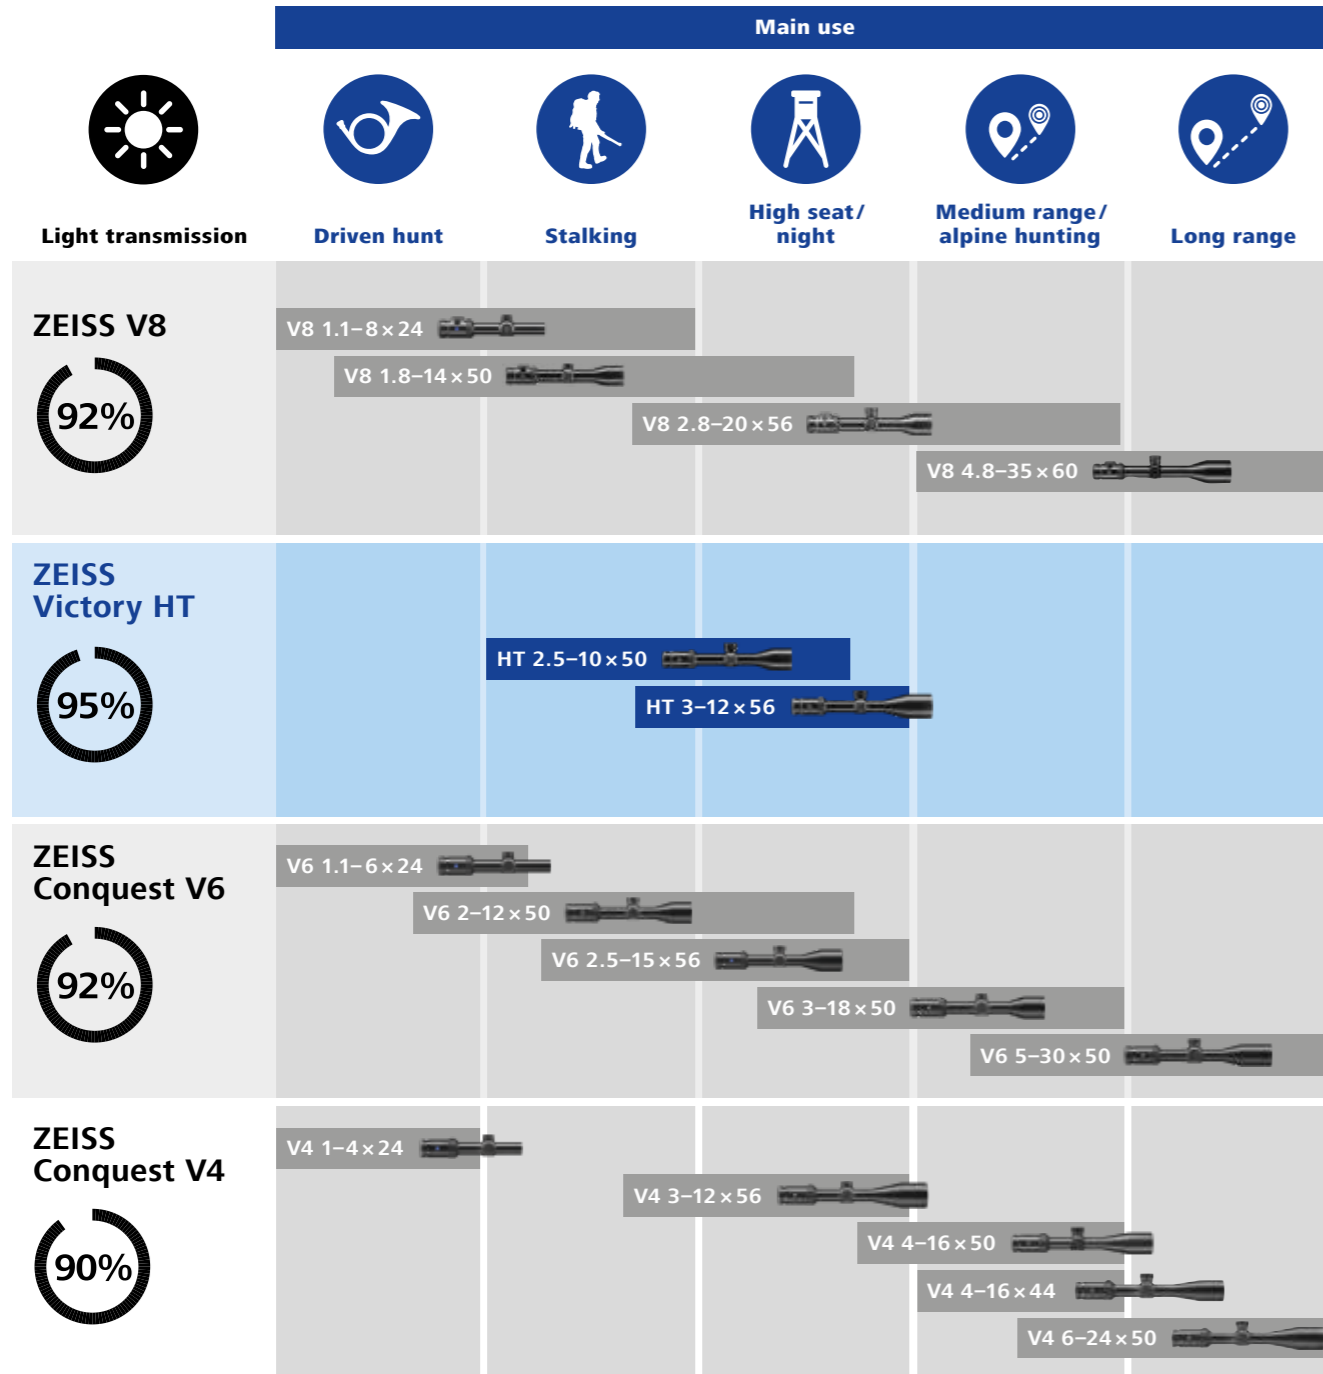 Main use
Light transmission
Driven hunt
Stalking
High seat/
night
Medium range/
alpine hunting
Long range
ZEISS V8
92%
V8 1.1–8×24
V8 1.8–14×50
V8 2.8–20×56
V8 4.8–35×60
ZEISS
Victory HT
95%
HT 2.5–10×50
HT 3–12×56
ZEISS
Conquest V6
92%
V6 1.1–6×24
V6 2–12×50
V6 2.5–15×56
V6 3–18×50
V6 5–30×50
ZEISS
Conquest V4
90%
V4 1–4×24
V4 3–12×56
V4 4–16×50
V4 4–16×44
V4 6–24×50